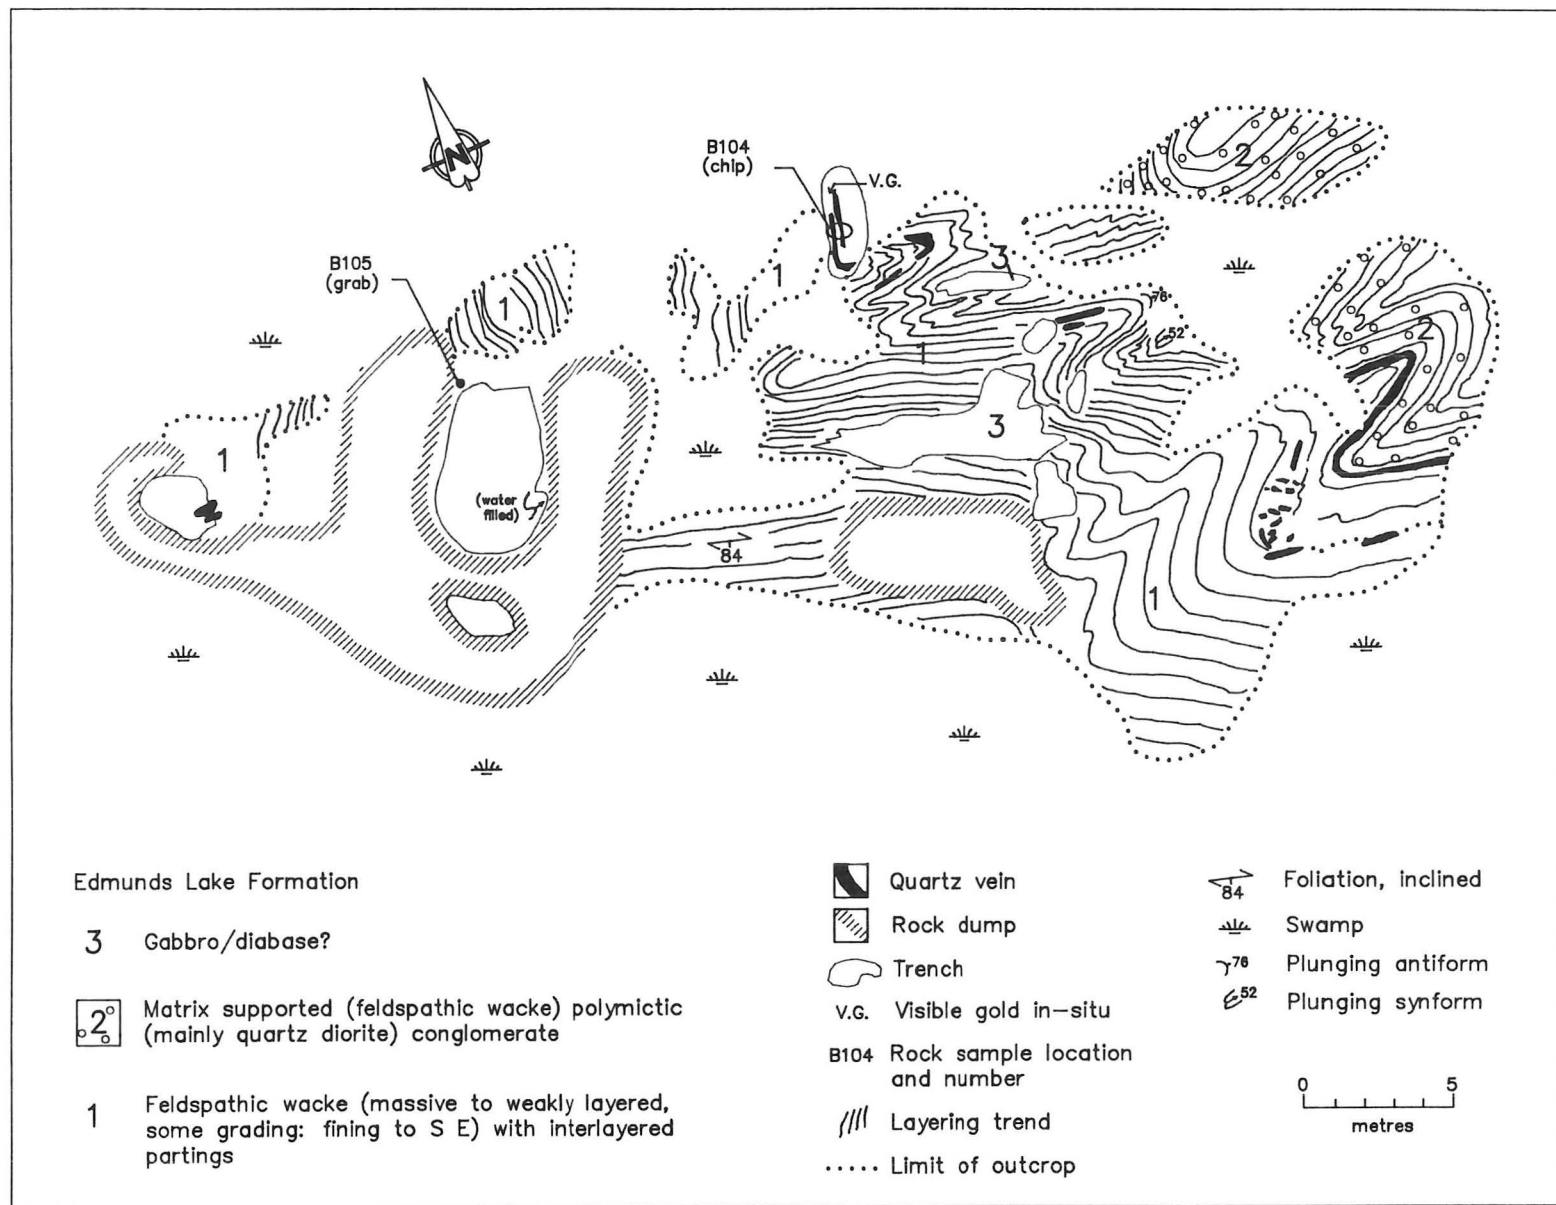 N
B104
(chip)
V.G.
2
B105
(grab)
1
1
3
76
52
1
2
3
1
(water
filled)
84
1
Edmunds Lake Formation
3 Gabbro/diabase?
2 Matrix supported (feldspathic wacke) polymictic
(mainly quartz diorite) conglomerate
1 Feldspathic wacke (massive to weakly layered,
some grading: fining to S E) with interlayered
partings
Quartz vein
Rock dump
Trench
V.G. Visible gold in-situ
B104 Rock sample location
and number
Layering trend
Limit of outcrop
84 Foliation, inclined
Swamp
76 Plunging antiform
52 Plunging synform
0 5
metres